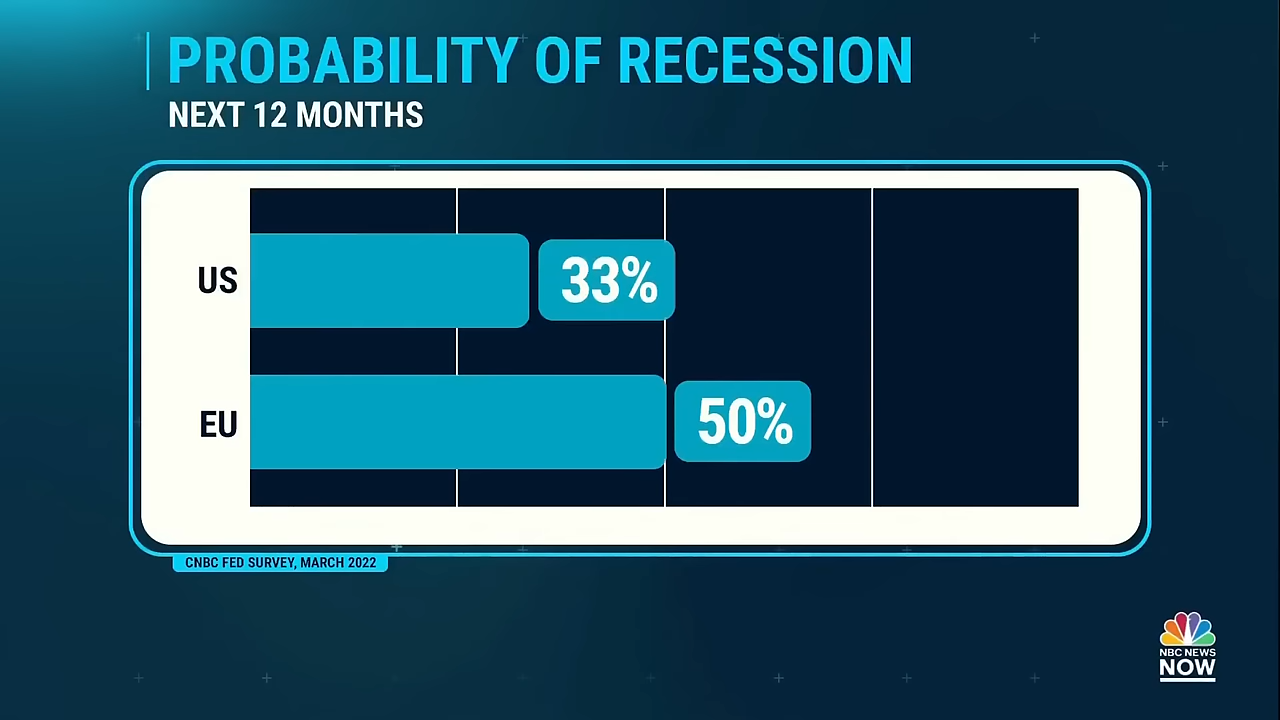 PROBABILITY OF RECESSION
NEXT 12 MONTHS
US
33%
EU
50%
CNBC FED SURVEY, MARCH 2022
NBC NEWS
NOW